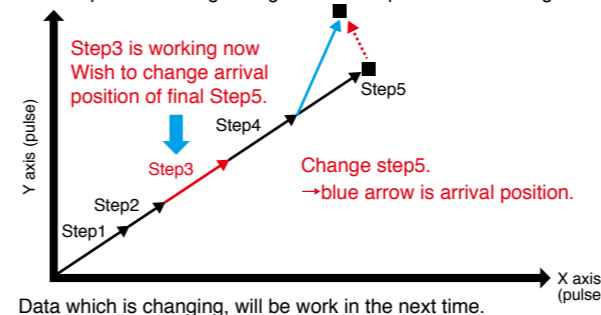 Step3 is working now
Wish to change arrival
position of final Step5.
Step5
Step4
Step3
Change step5.
→blue arrow is arrival position.
Step2
Step1
Y axis (pulse)
X axis
(pulse
Data which is changing, will be work in the next time.